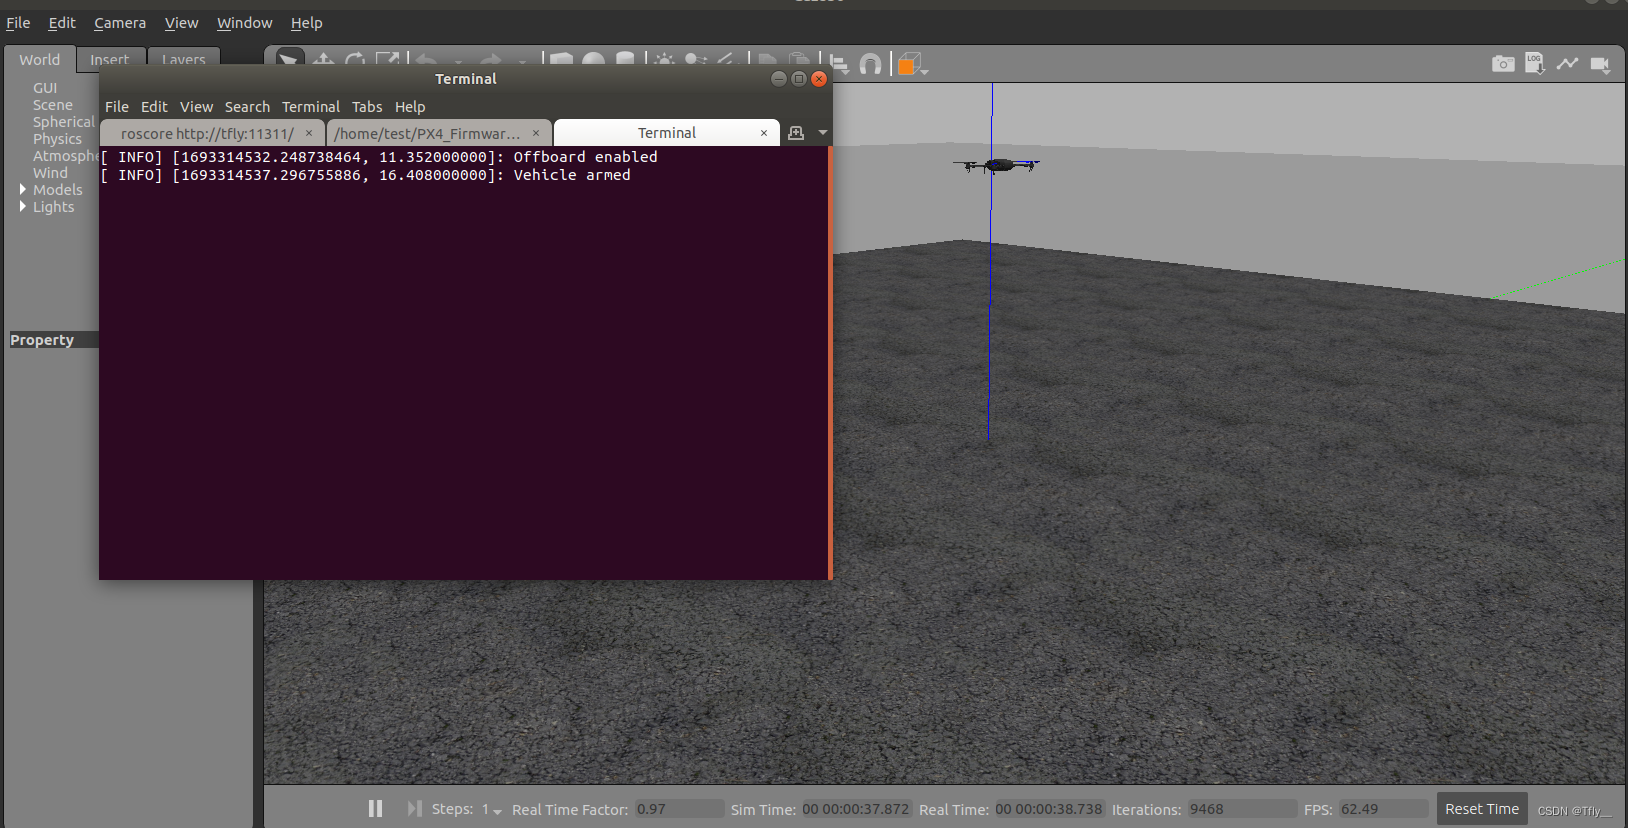 File Edit Camera View Window Help
World Insert Layers
GUI
Scene
Spherical
Physics
Atmosphe
Wind
Models
Lights
Property
Terminal
File Edit View Search Terminal Tabs Help
roscore http://tfly:11311/ × /home/test/PX4_Firmwar... × Terminal ×
[ INFO] [1693314532.248738464, 11.352000000]: Offboard enabled
[ INFO] [1693314537.296755886, 16.408000000]: Vehicle armed
LOG
Steps: 1 Real Time Factor: 0.97 Sim Time: 00 00:00:37.872 Real Time: 00 00:00:38.738 Iterations: 9468 FPS: 62.49 Reset Time
CSDN @Tfly__